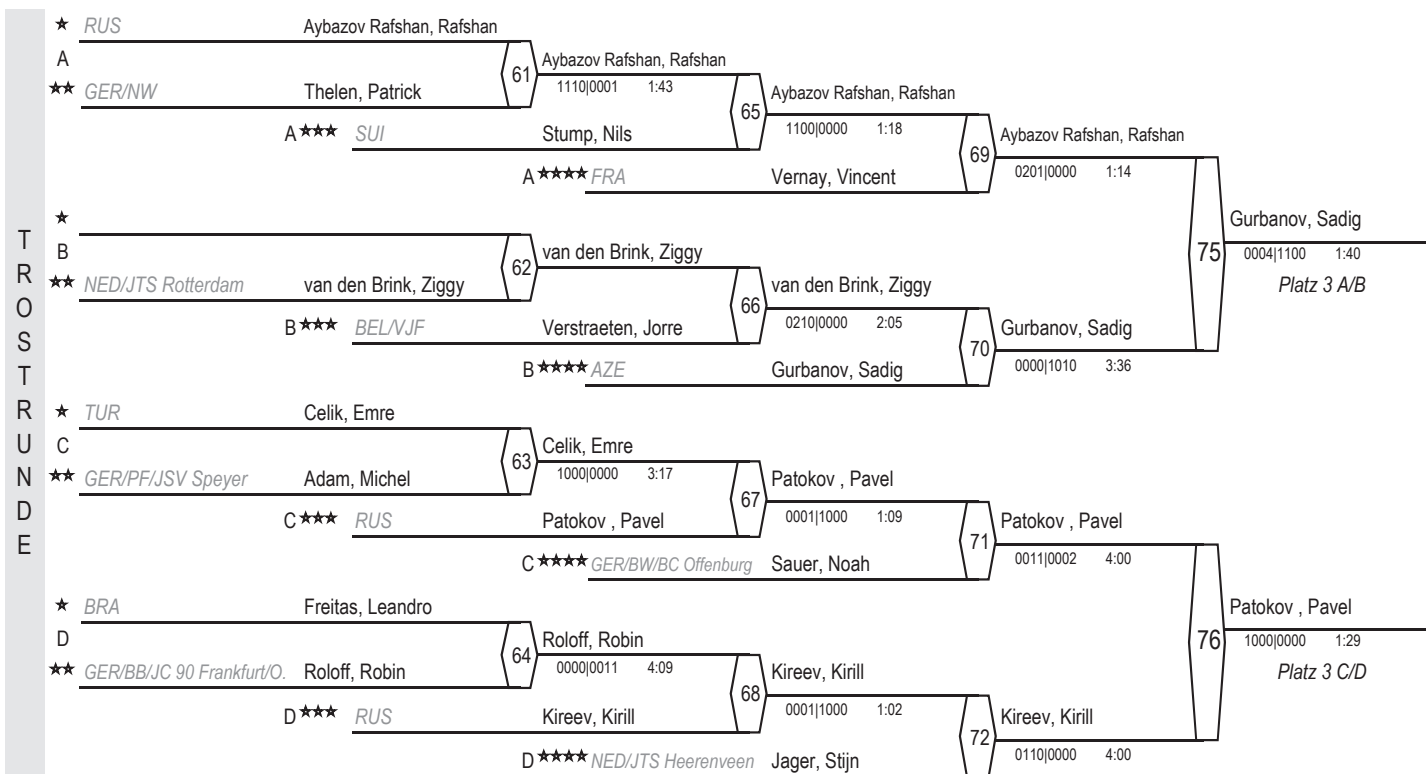 TROSTRUNDE
★ RUS Aybazov Rafshan, Rafshan
A
★★ GER/NW Thelen, Patrick
61 Aybazov Rafshan, Rafshan
1110|0001 1:43
A★★★ SUI Stump, Nils
65 Aybazov Rafshan, Rafshan
1100|0000 1:18
A★★★★ FRA Vernay, Vincent
69 Aybazov Rafshan, Rafshan
0201|0000 1:14
★
B
★★ NED/JTS Rotterdam van den Brink, Ziggy
62 van den Brink, Ziggy
B★★★ BEL/VJF Verstraeten, Jorre
66 van den Brink, Ziggy
0210|0000 2:05
B★★★★ AZE Gurbanov, Sadig
70 Gurbanov, Sadig
0000|1010 3:36
75 Gurbanov, Sadig
0004|1100 1:40
Platz 3 A/B
★ TUR Celik, Emre
C
★★ GER/PF/JSV Speyer Adam, Michel
63 Celik, Emre
1000|0000 3:17
C★★★ RUS Patokov , Pavel
67 Patokov , Pavel
0001|1000 1:09
C★★★★ GER/BW/BC Offenburg Sauer, Noah
71 Patokov , Pavel
0011|0002 4:00
★ BRA Freitas, Leandro
D
★★ GER/BB/JC 90 Frankfurt/O. Roloff, Robin
64 Roloff, Robin
0000|0011 4:09
D★★★ RUS Kireev, Kirill
68 Kireev, Kirill
0001|1000 1:02
D★★★★ NED/JTS Heerenveen Jager, Stijn
72 Kireev, Kirill
0110|0000 4:00
76 Patokov , Pavel
1000|0000 1:29
Platz 3 C/D